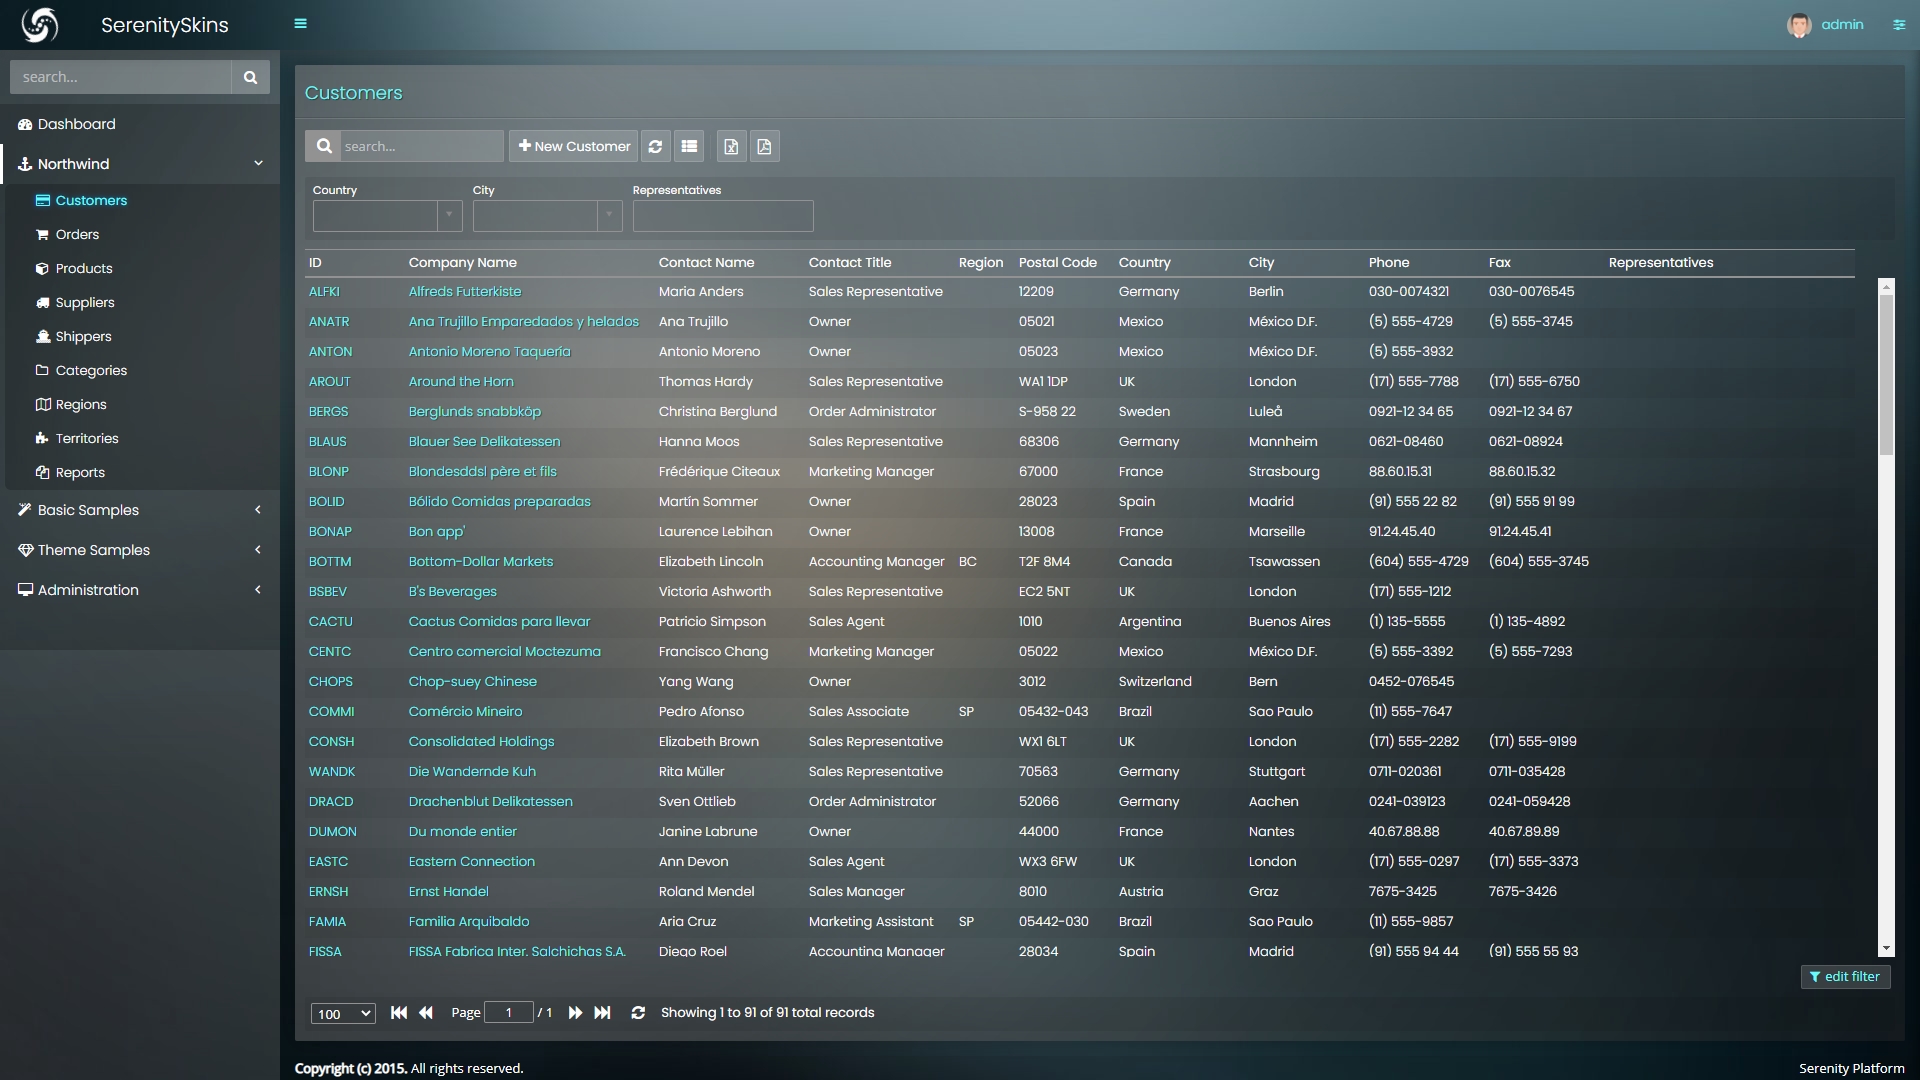 SerenitySkins
admin
search...
Dashboard
Northwind
Customers
Orders
Products
Suppliers
Shippers
Categories
Regions
Territories
Reports
Basic Samples
Theme Samples
Administration
Customers
search...
New Customer
Country City Representatives
ID Company Name Contact Name Contact Title Region Postal Code Country City Phone Fax Representatives
ALFKI Alfreds Futterkiste Maria Anders Sales Representative 12209 Germany Berlin 030-0074321 030-0076545
ANATR Ana Trujillo Emparedados y helados Ana Trujillo Owner 05021 Mexico México D.F. (5) 555-4729 (5) 555-3745
ANTON Antonio Moreno Taquería Antonio Moreno Owner 05023 Mexico México D.F. (5) 555-3932
AROUT Around the Horn Thomas Hardy Sales Representative WA1 1DP UK London (171) 555-7788 (171) 555-6750
BERGS Berglunds snabbköp Christina Berglund Order Administrator S-958 22 Sweden Luleå 0921-12 34 65 0921-12 34 67
BLAUS Blauer See Delikatessen Hanna Moos Sales Representative 68306 Germany Mannheim 0621-08460 0621-08924
BLONP Blondesddsl père et fils Frédérique Citeaux Marketing Manager 67000 France Strasbourg 88.60.15.31 88.60.15.32
BOLID Bólido Comidas preparadas Martín Sommer Owner 28023 Spain Madrid (91) 555 22 82 (91) 555 91 99
BONAP Bon app' Laurence Lebihan Owner 13008 France Marseille 91.24.45.40 91.24.45.41
BOTTM Bottom-Dollar Markets Elizabeth Lincoln Accounting Manager BC T2F 8M4 Canada Tsawassen (604) 555-4729 (604) 555-3745
BSBEV B's Beverages Victoria Ashworth Sales Representative EC2 5NT UK London (171) 555-1212
CACTU Cactus Comidas para llevar Patricio Simpson Sales Agent 1010 Argentina Buenos Aires (1) 135-5555 (1) 135-4892
CENTC Centro comercial Moctezuma Francisco Chang Marketing Manager 05022 Mexico México D.F. (5) 555-3392 (5) 555-7293
CHOPS Chop-suey Chinese Yang Wang Owner 3012 Switzerland Bern 0452-076545
COMMI Comércio Mineiro Pedro Afonso Sales Associate SP 05432-043 Brazil Sao Paulo (11) 555-7647
CONSH Consolidated Holdings Elizabeth Brown Sales Representative WX1 6LT UK London (171) 555-2282 (171) 555-9199
WANDK Die Wandernde Kuh Rita Müller Sales Representative 70563 Germany Stuttgart 0711-020361 0711-035428
DRACD Drachenblut Delikatessen Sven Ottlieb Order Administrator 52066 Germany Aachen 0241-039123 0241-059428
DUMON Du monde entier Janine Labrune Owner 44000 France Nantes 40.67.88.88 40.67.89.89
EASTC Eastern Connection Ann Devon Sales Agent WX3 6FW UK London (171) 555-0297 (171) 555-3373
ERNSH Ernst Handel Roland Mendel Sales Manager 8010 Austria Graz 7675-3425 7675-3426
FAMIA Familia Arquibaldo Aria Cruz Marketing Assistant SP 05442-030 Brazil Sao Paulo (11) 555-9857
FISSA FISSA Fabrica Inter. Salchichas S.A. Diego Roel Accounting Manager 28034 Spain Madrid (91) 555 94 44 (91) 555 55 93
edit filter
100 Page 1 / 1 Showing 1 to 91 of 91 total records
Copyright (c) 2015. All rights reserved.
Serenity Platform